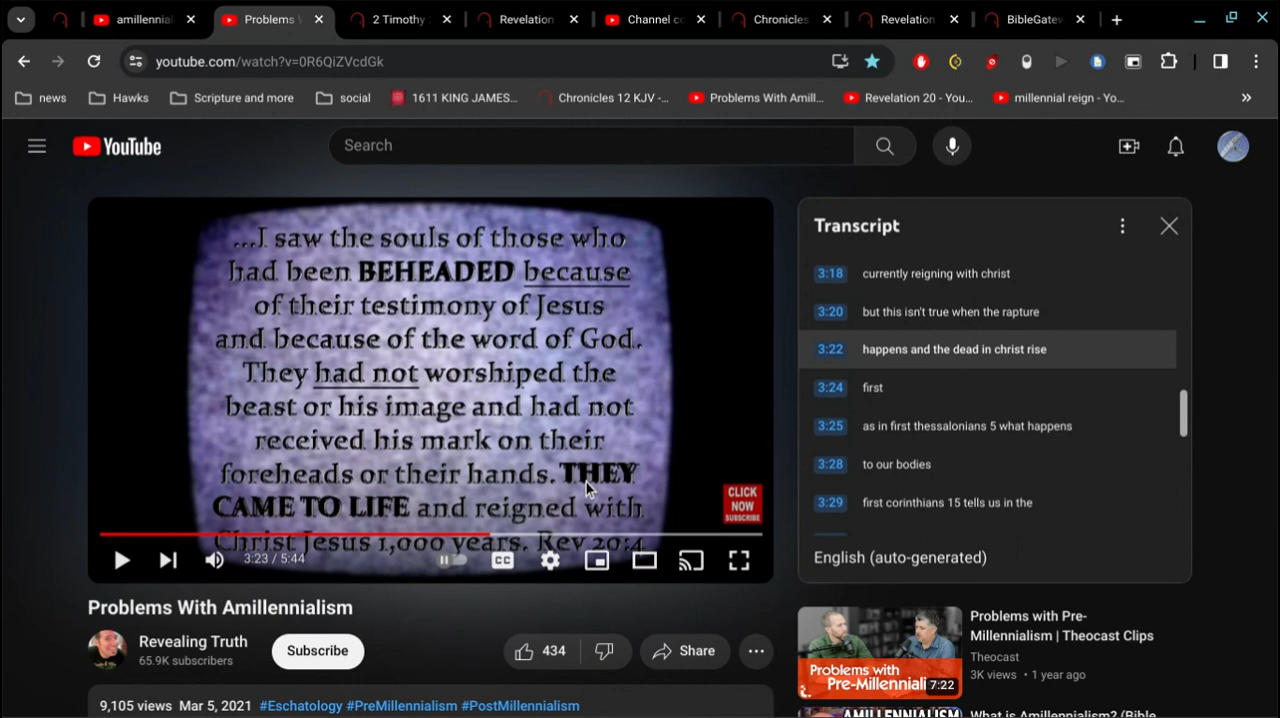 amillennial
Problems W
2 Timothy
Revelation
Channel co
Chronicles
Revelation
BibleGatew
youtube.com/watch?v=0R6QiZVcdGk
news
Hawks
Scripture and more
social
1611 KING JAMES...
Chronicles 12 KJV -...
Problems With Amill...
Revelation 20 - You...
millennial reign - Yo...
YouTube
Search
...I saw the souls of those who
had been BEHEADED because
of their testimony of Jesus
and because of the word of God.
They had not worshiped the
beast or his image and had not
received his mark on their
foreheads or their hands. THEY
CAME TO LIFE and reigned with
Christ Jesus 1,000 years. Rev 20:4
CLICK
NOW
SUBSCRIBE
3:23 / 5:44
CC
Transcript
3:18 currently reigning with christ
3:20 but this isn't true when the rapture
3:22 happens and the dead in christ rise
3:24 first
3:25 as in first thessalonians 5 what happens
3:28 to our bodies
3:29 first corinthians 15 tells us in the
English (auto-generated)
Problems With Amillennialism
Revealing Truth
65.9K subscribers
Subscribe
434
Share
9,105 views Mar 5, 2021 #Eschatology #PreMillennialism #PostMillennialism
Problems with
Pre-Millenniali
7:22
Problems with Pre-
Millennialism | Theocast Clips
Theocast
3K views • 1 year ago
AMILLENNIALISM
What is Amillennialism? (Bible